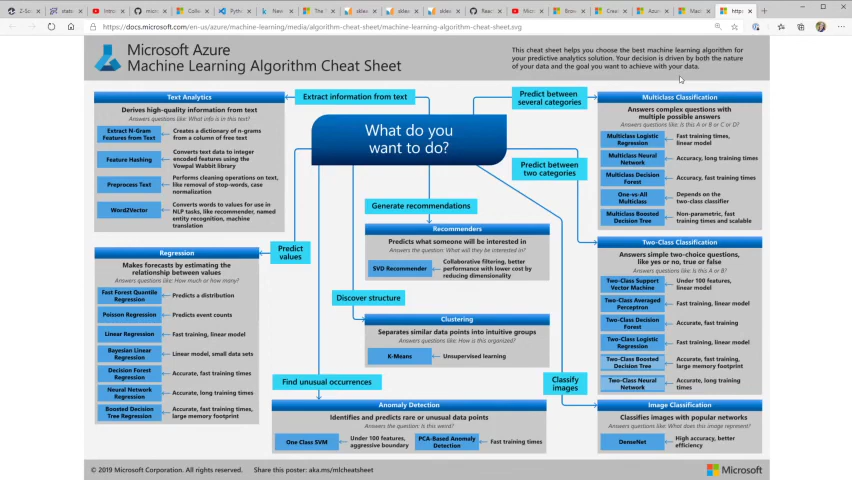 Z-Sc
stats
Intro
micr
Collo
Micr
k
Navi
The
sklea
sklea
sklea
Rear
Micr
Bron
Crea
Azur
Mach
http
https://docs.microsoft.com/en-us/azure/machine-learning/media/algorithm-cheat-sheet/machine-learning-algorithm-cheat-sheet.svg
Microsoft Azure
Machine Learning Algorithm Cheat Sheet
This cheat sheet helps you choose the best machine learning algorithm for
your predictive analytics solution. Your decision is driven by both the nature
of your data and the goal you want to achieve with your data.
What do you
want to do?
Extract information from text
Text Analytics
Derives high-quality information from text
Answers questions like: What info is in this text?
Extract N-Gram
Features from Text
Creates a dictionary of n-grams
from a column of free text
Feature Hashing
Converts text data to integer
encoded features using the
Vowpal Wabbit library
Preprocess Text
Performs cleaning operations on text,
like removal of stop-words, case
normalization
Word2Vector
Converts words to values for use in
NLP tasks, like recommender, named
entity recognition, machine
translation
Predict
values
Regression
Makes forecasts by estimating the
relationship between values
Answers questions like: How much or how many?
Fast Forest Quantile
Regression
Predicts a distribution
Poisson Regression
Predicts event counts
Linear Regression
Fast training, linear model
Bayesian Linear
Regression
Linear model, small data sets
Decision Forest
Regression
Accurate, fast training times
Neural Network
Regression
Accurate, long training times
Boosted Decision
Tree Regression
Accurate, fast training times,
large memory footprint
Generate recommendations
Recommenders
Predicts what someone will be interested in
Answers the question: What will they be interested in?
SVD Recommender
Collaborative filtering, better
performance with lower cost by
reducing dimensionality
Discover structure
Clustering
Separates similar data points into intuitive groups
Answers questions like: How is this organized?
K-Means
Unsupervised learning
Find unusual occurrences
Anomaly Detection
Identifies and predicts rare or unusual data points
Answers the question: Is this weird?
One Class SVM
Under 100 features,
aggressive boundary
PCA-Based Anomaly
Detection
Fast training times
Predict between
several categories
Multiclass Classification
Answers complex questions with
multiple possible answers
Answers questions like: Is this A or B or C or D?
Multiclass Logistic
Regression
Fast training times,
linear model
Multiclass Neural
Network
Accuracy, long training times
Multiclass Decision
Forest
Accuracy, fast training times
One-vs-All
Multiclass
Depends on the
two-class classifier
Multiclass Boosted
Decision Tree
Non-parametric, fast
training times and scalable
Predict between
two categories
Two-Class Classification
Answers simple two-choice questions,
like yes or no, true or false
Answers questions like: Is this A or B?
Two-Class Support
Vector Machine
Under 100 features,
linear model
Two-Class Averaged
Perceptron
Fast training, linear model
Two-Class Decision
Forest
Accurate, fast training
Two-Class Logistic
Regression
Fast training, linear model
Two-Class Boosted
Decision Tree
Accurate, fast training,
large memory footprint
Two-Class Neural
Network
Accurate, long training
times
Classify
images
Image Classification
Classifies images with popular networks
Answers questions like: What does this image represent?
DenseNet
High accuracy, better
efficiency
© 2019 Microsoft Corporation. All rights reserved.
Share this poster: aka.ms/mlcheatsheet
Microsoft